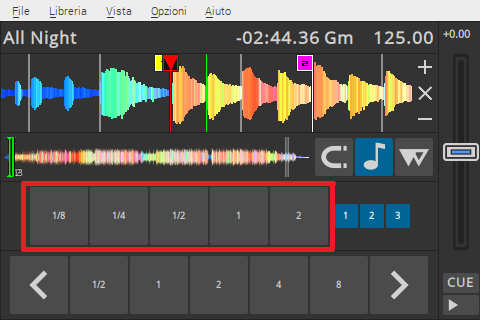 File Libreria Vista Opzioni Aiuto
All Night -02:44.36 Gm 125.00 +0.00
1/8 1/4 1/2 1 2 1 2 3
1/2 1 2 4 8
CUE